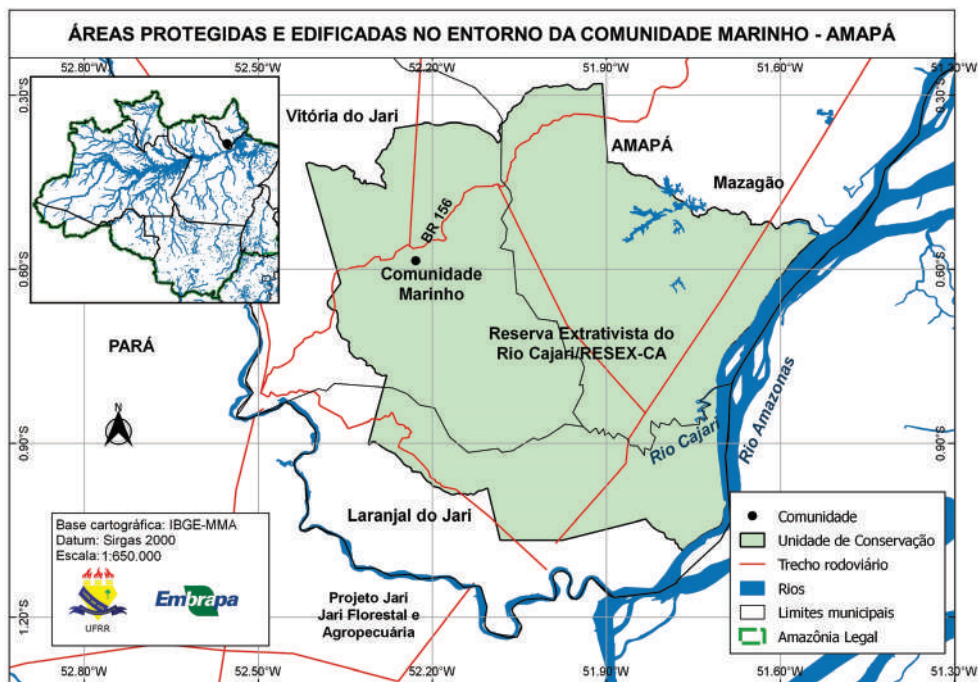 ÁREAS PROTEGIDAS E EDIFICADAS NO ENTORNO DA COMUNIDADE MARINHO - AMAPÁ
52.80°W 52.50°W 52.20°W 51.90°W 51.60°W 51.30°W
0.30°S 0.30°S
Vitória do Jari
AMAPÁ
Mazagão
BR 156
0.60°S 0.60°S
Comunidade
Marinho
PARÁ
Reserva Extrativista do
Rio Cajari/RESEX-CA
N
0.90°S 0.90°S
Rio Cajari
Rio Amazonas
Laranjal do Jari
Projeto Jari
Jari Florestal e
Agropecuária
Base cartográfica: IBGE-MMA
Datum: Sirgas 2000
Escala: 1:650.000
UFRR
Embrapa
Comunidade
Unidade de Conservação
Trecho rodoviário
Rios
Limites municipais
Amazônia Legal
1.20°S 1.20°S
52.80°W 52.50°W 52.20°W 51.90°W 51.60°W 51.30°W